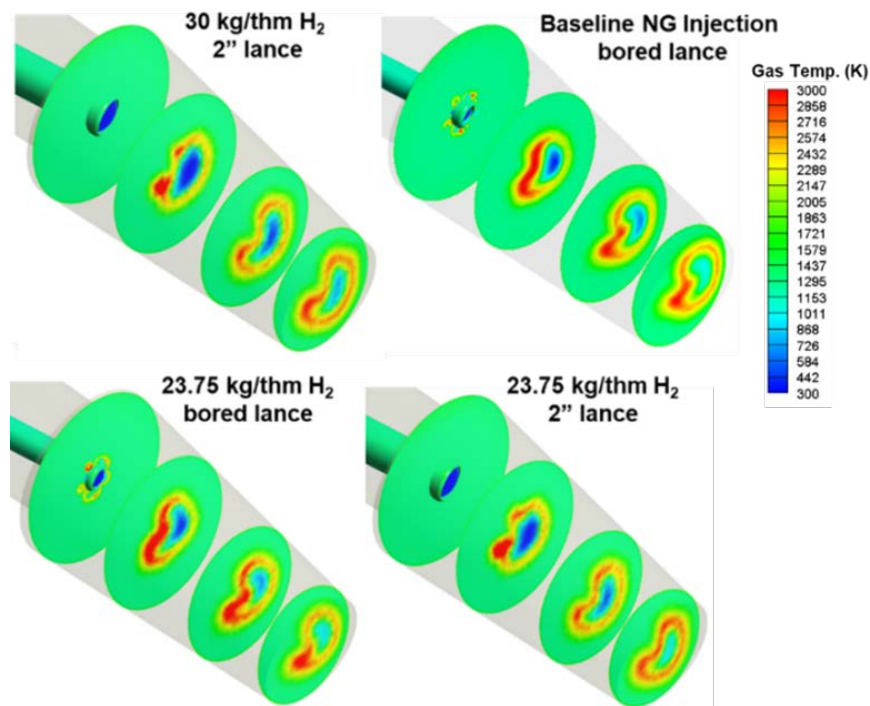 30 kg/thm H₂
2” lance
Baseline NG Injection
bored lance
Gas Temp. (K)
3000
2858
2716
2574
2432
2289
2147
2005
1863
1721
1579
1437
1295
1153
1011
868
726
584
442
300
23.75 kg/thm H₂
bored lance
23.75 kg/thm H₂
2” lance